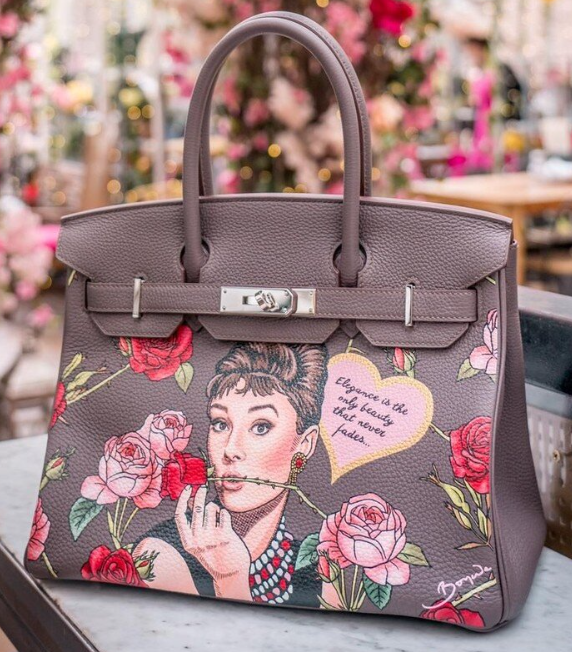 Elegance is the
only beauty
that never
fades...